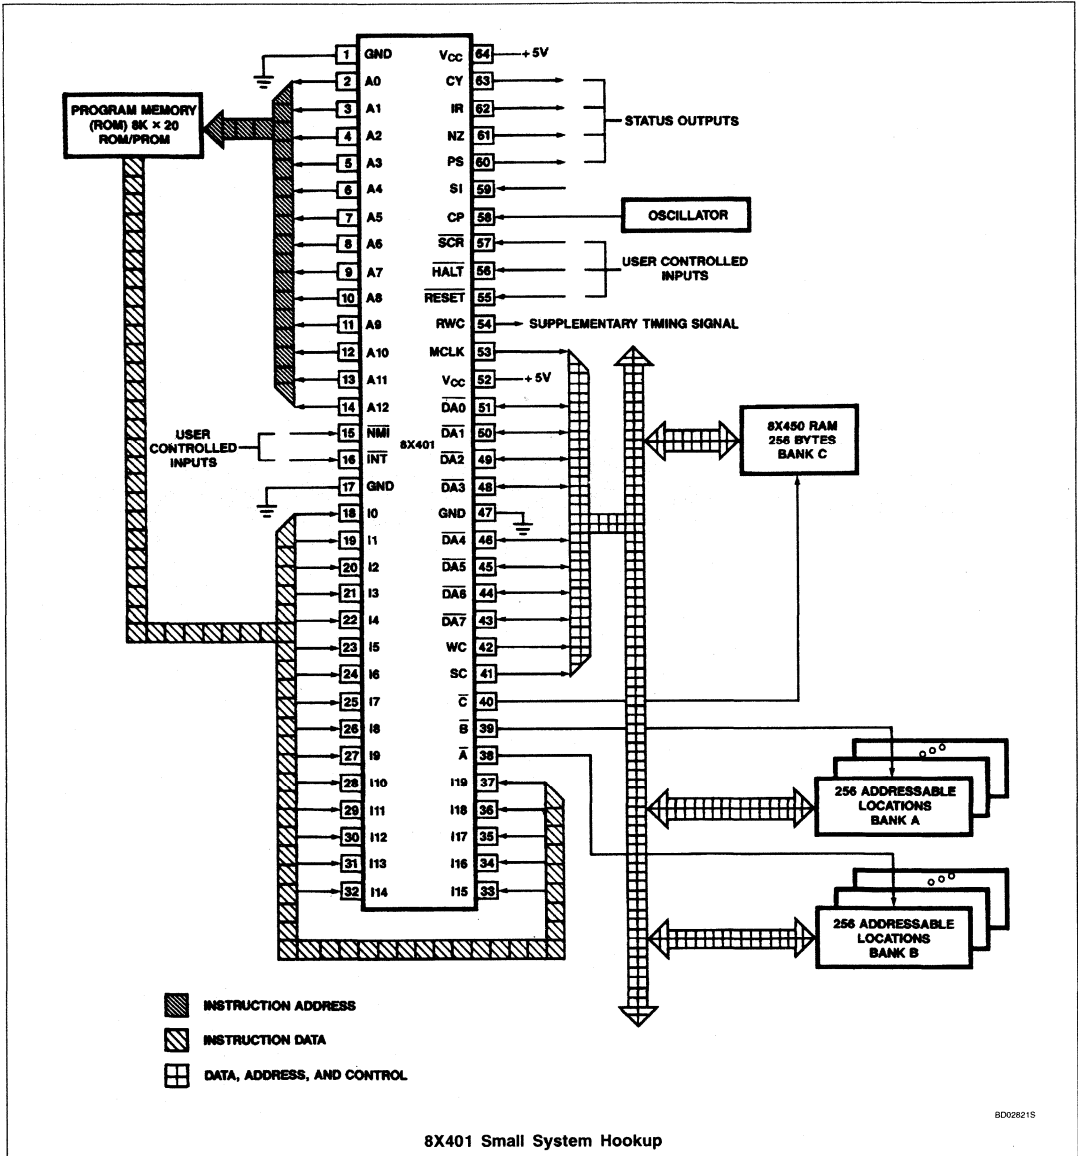 1 GND VCC 64 + 5V
2 A0 CY 63
3 A1 IR 62
4 A2 NZ 61
5 A3 PS 60
6 A4 SI 59
7 A5 CP 58
8 A6 SCR 57
9 A7 HALT 56
10 A8 RESET 55
11 A9 RWC 54
12 A10 MCLK 53
13 A11 VCC 52 + 5V
14 A12 DA0 51
15 NMI DA1 50
16 INT DA2 49
17 GND DA3 48
18 I0 GND 47
19 I1 DA4 46
20 I2 DA5 45
21 I3 DA6 44
22 I4 DA7 43
23 I5 WC 42
24 I6 SC 41
25 I7 C 40
26 I8 B 39
27 I9 A 38
28 I10 I19 37
29 I11 I18 36
30 I12 I17 35
31 I13 I16 34
32 I14 I15 33
8X401
PROGRAM MEMORY
(ROM) 8K × 20
ROM/PROM
USER
CONTROLLED
INPUTS
STATUS OUTPUTS
OSCILLATOR
USER CONTROLLED
INPUTS
SUPPLEMENTARY TIMING SIGNAL
8X450 RAM
256 BYTES
BANK C
256 ADDRESSABLE
LOCATIONS
BANK A
256 ADDRESSABLE
LOCATIONS
BANK B
INSTRUCTION ADDRESS
INSTRUCTION DATA
DATA, ADDRESS, AND CONTROL
BD02821S
8X401 Small System Hookup